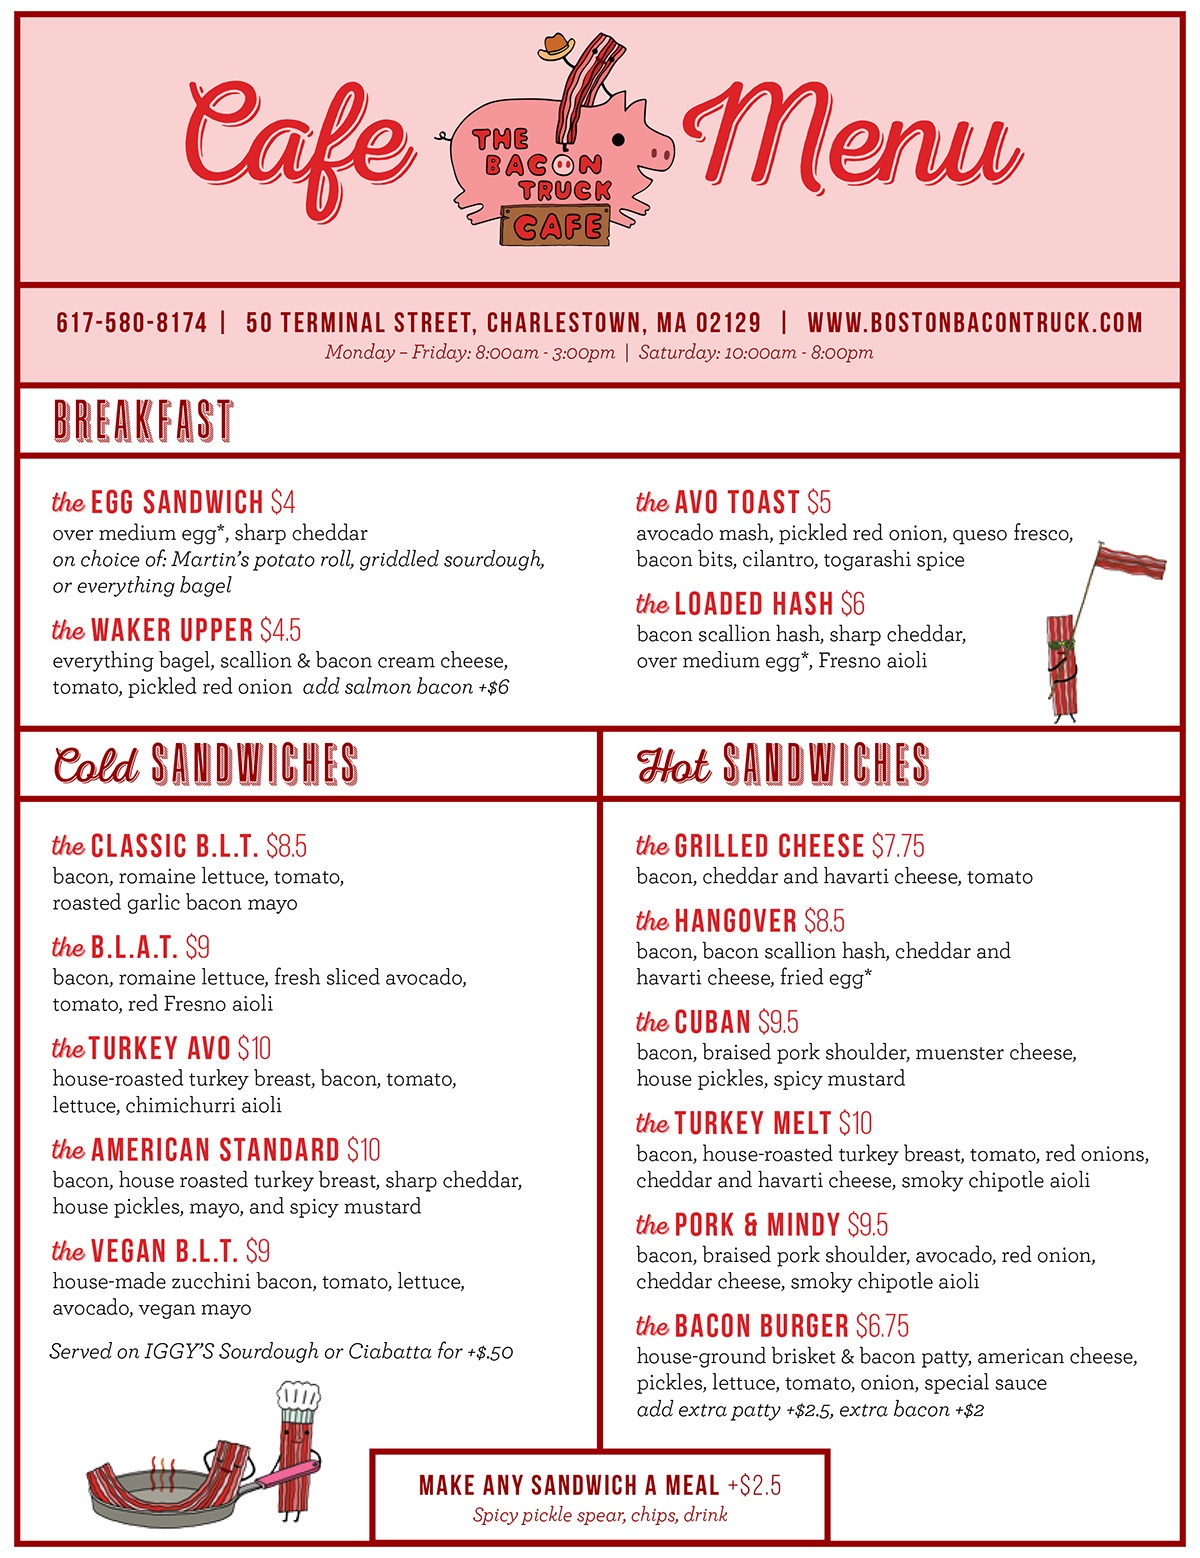 Cafe Menu
THE
BACON
TRUCK
CAFE
617-580-8174 | 50 TERMINAL STREET, CHARLESTOWN, MA 02129 | WWW.BOSTONBACONTRUCK.COM
Monday – Friday: 8:00am - 3:00pm | Saturday: 10:00am - 8:00pm
BREAKFAST
the EGG SANDWICH $4
over medium egg*, sharp cheddar
on choice of: Martin's potato roll, griddled sourdough,
or everything bagel
the WAKER UPPER $4.5
everything bagel, scallion & bacon cream cheese,
tomato, pickled red onion add salmon bacon +$6
the AVO TOAST $5
avocado mash, pickled red onion, queso fresco,
bacon bits, cilantro, togarashi spice
the LOADED HASH $6
bacon scallion hash, sharp cheddar,
over medium egg*, Fresno aioli
Cold SANDWICHES
the CLASSIC B.L.T. $8.5
bacon, romaine lettuce, tomato,
roasted garlic bacon mayo
the B.L.A.T. $9
bacon, romaine lettuce, fresh sliced avocado,
tomato, red Fresno aioli
the TURKEY AVO $10
house-roasted turkey breast, bacon, tomato,
lettuce, chimichurri aioli
the AMERICAN STANDARD $10
bacon, house roasted turkey breast, sharp cheddar,
house pickles, mayo, and spicy mustard
the VEGAN B.L.T. $9
house-made zucchini bacon, tomato, lettuce,
avocado, vegan mayo
Served on IGGY'S Sourdough or Ciabatta for +$.50
Hot SANDWICHES
the GRILLED CHEESE $7.75
bacon, cheddar and havarti cheese, tomato
the HANGOVER $8.5
bacon, bacon scallion hash, cheddar and
havarti cheese, fried egg*
the CUBAN $9.5
bacon, braised pork shoulder, muenster cheese,
house pickles, spicy mustard
the TURKEY MELT $10
bacon, house-roasted turkey breast, tomato, red onions,
cheddar and havarti cheese, smoky chipotle aioli
the PORK & MINDY $9.5
bacon, braised pork shoulder, avocado, red onion,
cheddar cheese, smoky chipotle aioli
the BACON BURGER $6.75
house-ground brisket & bacon patty, american cheese,
pickles, lettuce, tomato, onion, special sauce
add extra patty +$2.5, extra bacon +$2
MAKE ANY SANDWICH A MEAL +$2.5
Spicy pickle spear, chips, drink